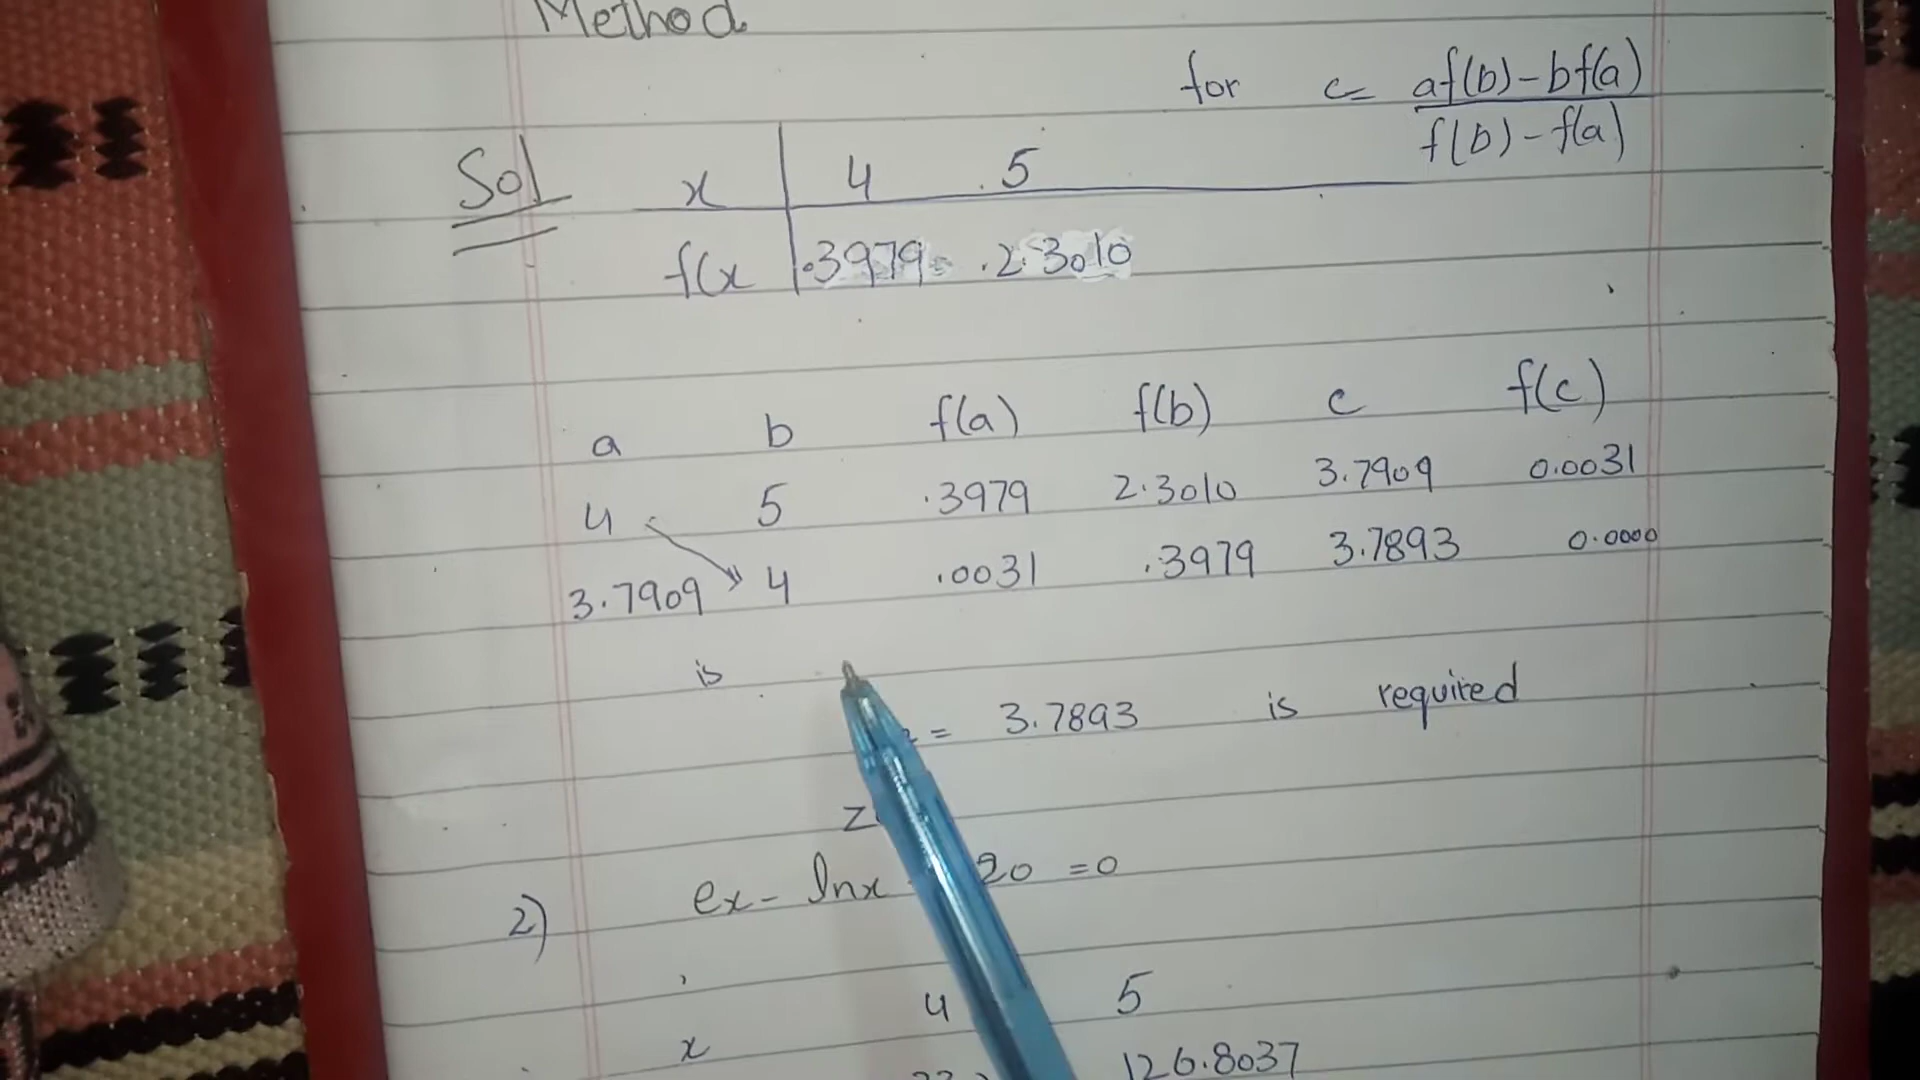 Method
for c= af(b)-bf(a)
f(b)-f(a)
Sol x 4 5
f(x .3979 2.3010
a b f(a) f(b) c f(c)
4 5 .3979 2.3010 3.7909 0.0031
3.7909 4 .0031 .3979 3.7893 0.0000
is
= 3.7893 is required
2) ex- lnx 20 =0
x 4 5
126.8037